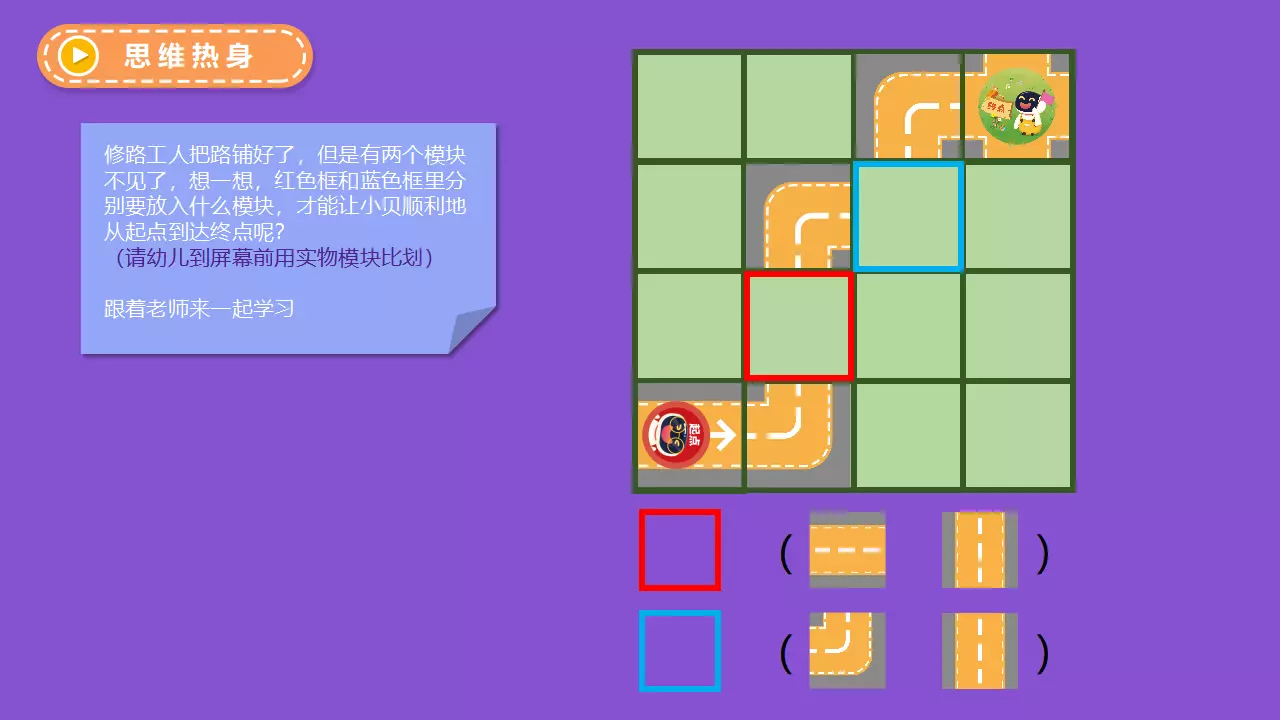 思维热身
修路工人把路铺好了，但是有两个模块
不见了，想一想，红色框和蓝色框里分
别要放入什么模块，才能让小贝顺利地
从起点到达终点呢？
（请幼儿到屏幕前用实物模块比划）
跟着老师来一起学习
终点
起点
（ ）
（ ）